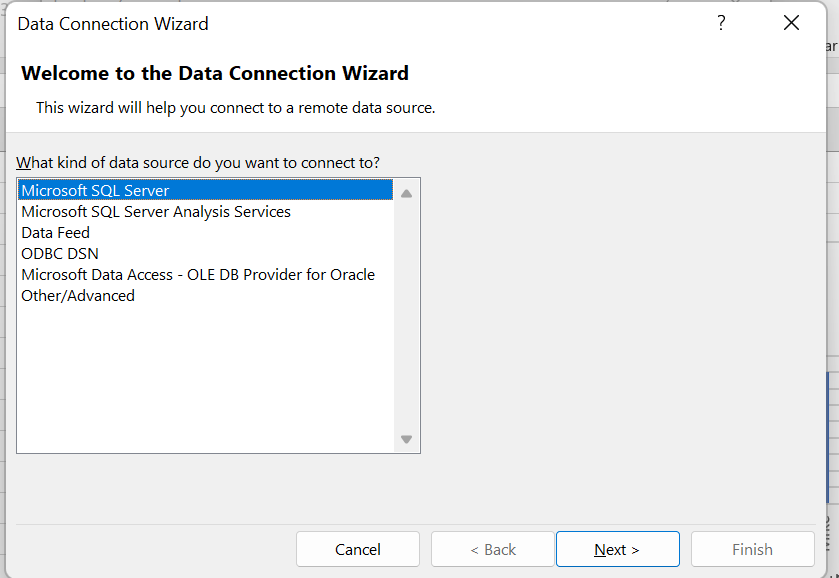 Data Connection Wizard
?
Welcome to the Data Connection Wizard
This wizard will help you connect to a remote data source.
What kind of data source do you want to connect to?
Microsoft SQL Server
Microsoft SQL Server Analysis Services
Data Feed
ODBC DSN
Microsoft Data Access - OLE DB Provider for Oracle
Other/Advanced
Cancel
< Back
Next >
Finish